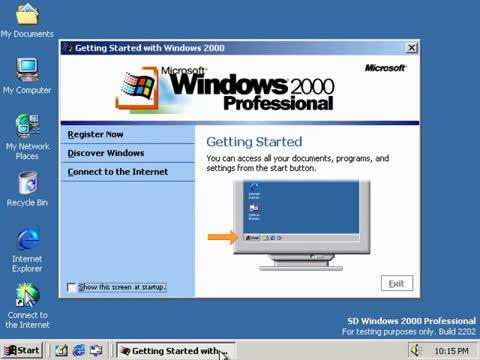 My Documents
My Computer
My Network
Places
Recycle Bin
Internet
Explorer
Connect to
the Internet
Getting Started with Windows 2000
Microsoft
Windows 2000
Professional
Microsoft
Register Now
Discover Windows
Connect to the Internet
Getting Started
You can access all your documents, programs, and
settings from the start button.
Start
Show this screen at startup.
Exit
SD Windows 2000 Professional
For testing purposes only. Build 2202
Start
Getting Started with ...
10:15 PM